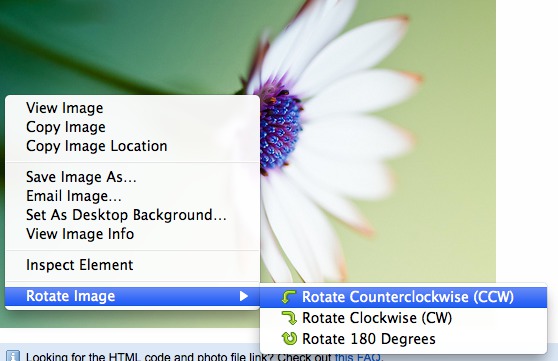 View Image
Copy Image
Copy Image Location
Save Image As...
Email Image...
Set As Desktop Background...
View Image Info
Inspect Element
Rotate Image
Rotate Counterclockwise (CCW)
Rotate Clockwise (CW)
Rotate 180 Degrees
Looking for the HTML code and photo file link? Check out this FAQ.